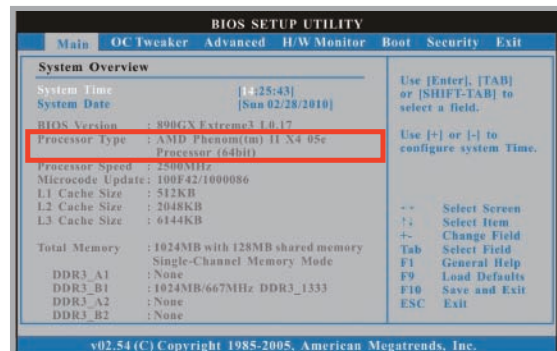 BIOS SETUP UTILITY
Main OC Tweaker Advanced H/W Monitor Boot Security Exit
System Overview
System Time [14:25:43]
System Date [Sun 02/28/2010]
BIOS Version : 890GX Extreme3 L0.17
Processor Type : AMD Phenom(tm) II X4 05e
Processor (64bit)
Processor Speed : 2500MHz
Microcode Update : 100F42/1000086
L1 Cache Size : 512KB
L2 Cache Size : 2048KB
L3 Cache Size : 6144KB
Total Memory : 1024MB with 128MB shared memory
Single-Channel Memory Mode
DDR3_A1 : None
DDR3_B1 : 1024MB/667MHz DDR3_1333
DDR3_A2 : None
DDR3_B2 : None
Use [Enter], [TAB]
or [SHIFT-TAB] to
select a field.
Use [+] or [-] to
configure system Time.
Select Screen
↑↓ Select Item
+- Change Field
Tab Select Field
F1 General Help
F9 Load Defaults
F10 Save and Exit
ESC Exit
v02.54 (C) Copyright 1985-2005, American Megatrends, Inc.